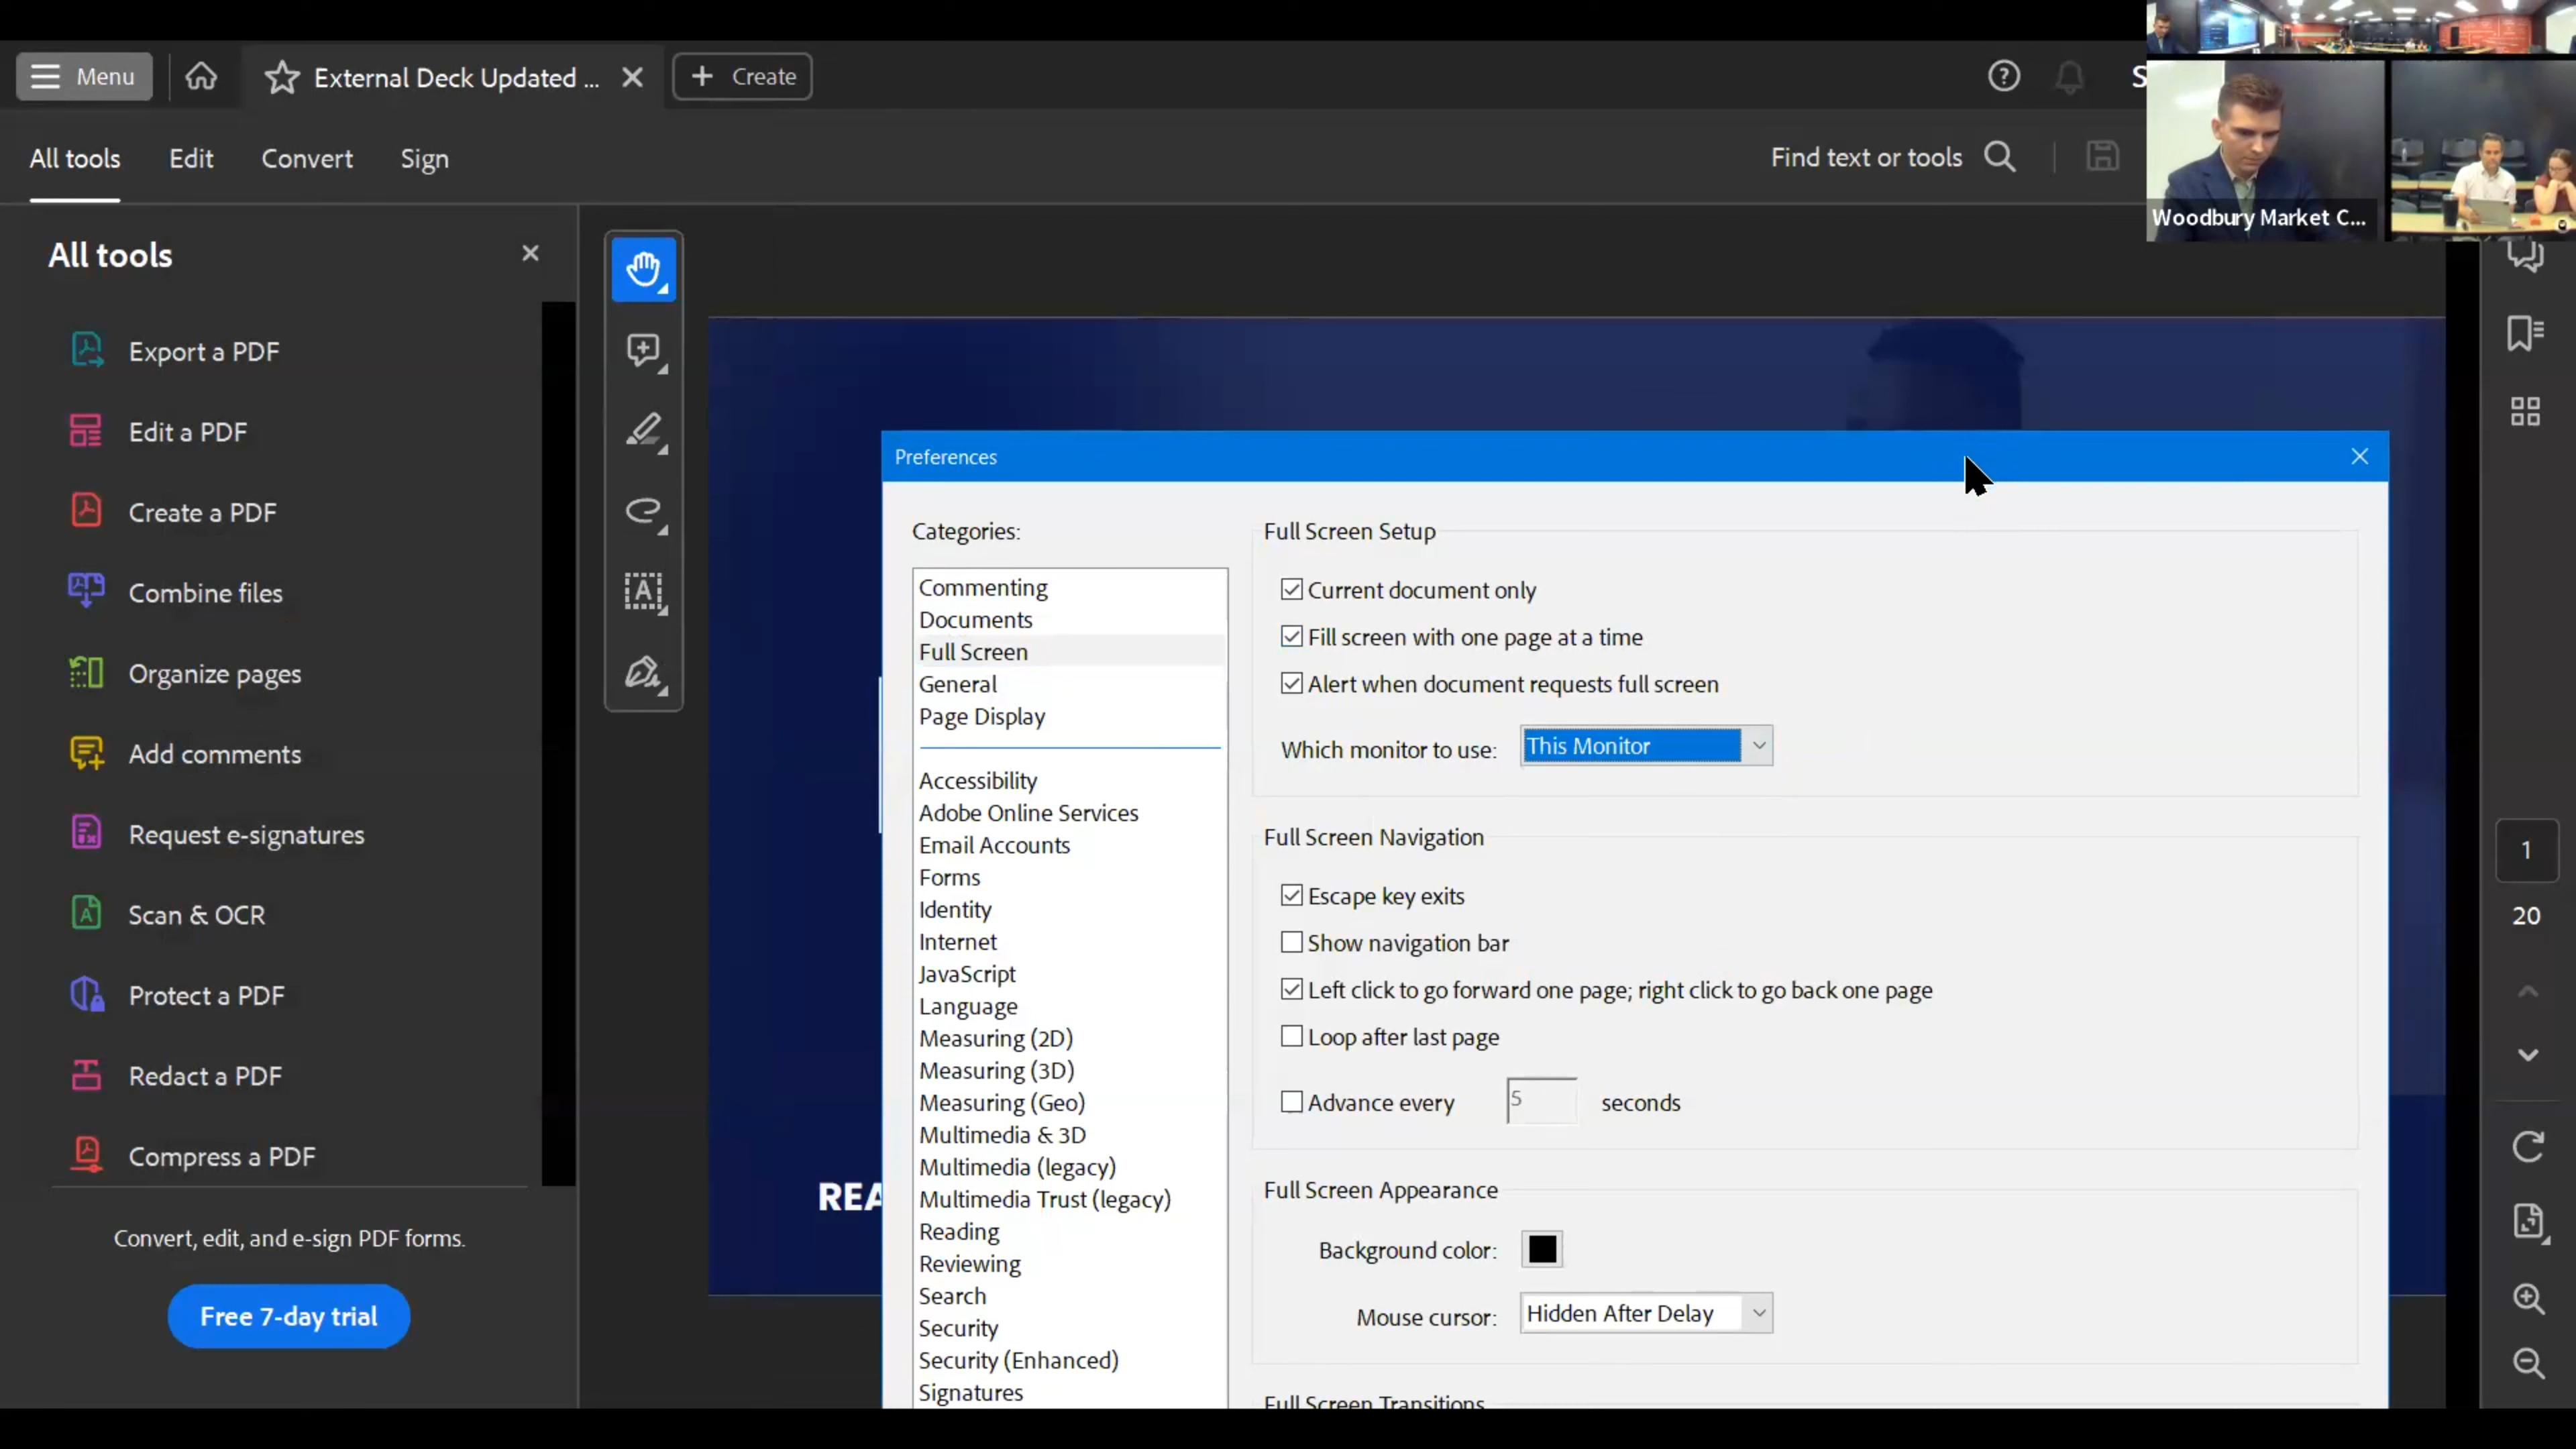 Menu
External Deck Updated ...
Create
All tools
Edit
Convert
Sign
Find text or tools
Woodbury Market C...
All tools
Export a PDF
Edit a PDF
Create a PDF
Combine files
Organize pages
Add comments
Request e-signatures
Scan & OCR
Protect a PDF
Redact a PDF
Compress a PDF
Convert, edit, and e-sign PDF forms.
Free 7-day trial
REA
Preferences
Categories:
Commenting
Documents
Full Screen
General
Page Display
Accessibility
Adobe Online Services
Email Accounts
Forms
Identity
Internet
JavaScript
Language
Measuring (2D)
Measuring (3D)
Measuring (Geo)
Multimedia & 3D
Multimedia (legacy)
Multimedia Trust (legacy)
Reading
Reviewing
Search
Security
Security (Enhanced)
Signatures
Full Screen Setup
Current document only
Fill screen with one page at a time
Alert when document requests full screen
Which monitor to use: This Monitor
Full Screen Navigation
Escape key exits
Show navigation bar
Left click to go forward one page; right click to go back one page
Loop after last page
Advance every 5 seconds
Full Screen Appearance
Background color:
Mouse cursor: Hidden After Delay
Full Screen Transitions
1
20